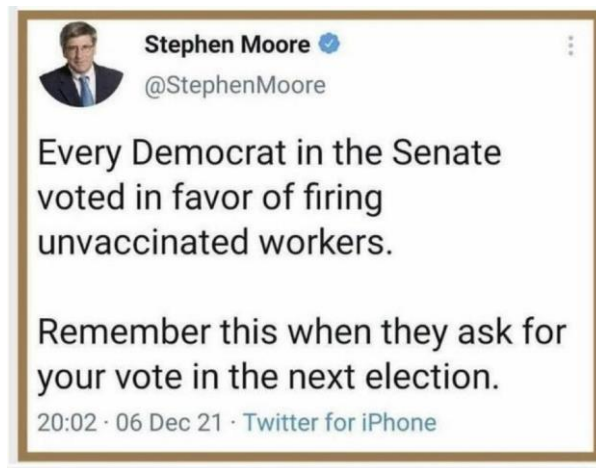 Stephen Moore
@StephenMoore
Every Democrat in the Senate
voted in favor of firing
unvaccinated workers.
Remember this when they ask for
your vote in the next election.
20:02 · 06 Dec 21 · Twitter for iPhone